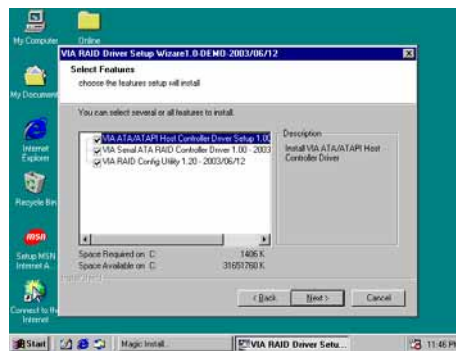 My Computer
Online
VIA RAID Driver Setup Wizare1.0-DEMO-2003/06/12
Select Features
choose the features setup will install
My Document
You can select several or all features to install.
VIA ATA/ATAPI Host Controller Driver Setup 1.00
VIA Serial ATA RAID Controller Driver 1.00 - 2003
VIA RAID Config Utility 1.20 - 2003/06/12
Description
Install VIA ATA/ATAPI Host
Controller Driver
Internet
Explorer
Recycle Bin
Setup MSN
Internet A...
msn
Space Required on C:
1406 K
Space Available on C:
31651760 K
< Back
Next >
Cancel
Connect to the
Internet
Start
Magic Install
VIA RAID Driver Setu...
11:46 PM